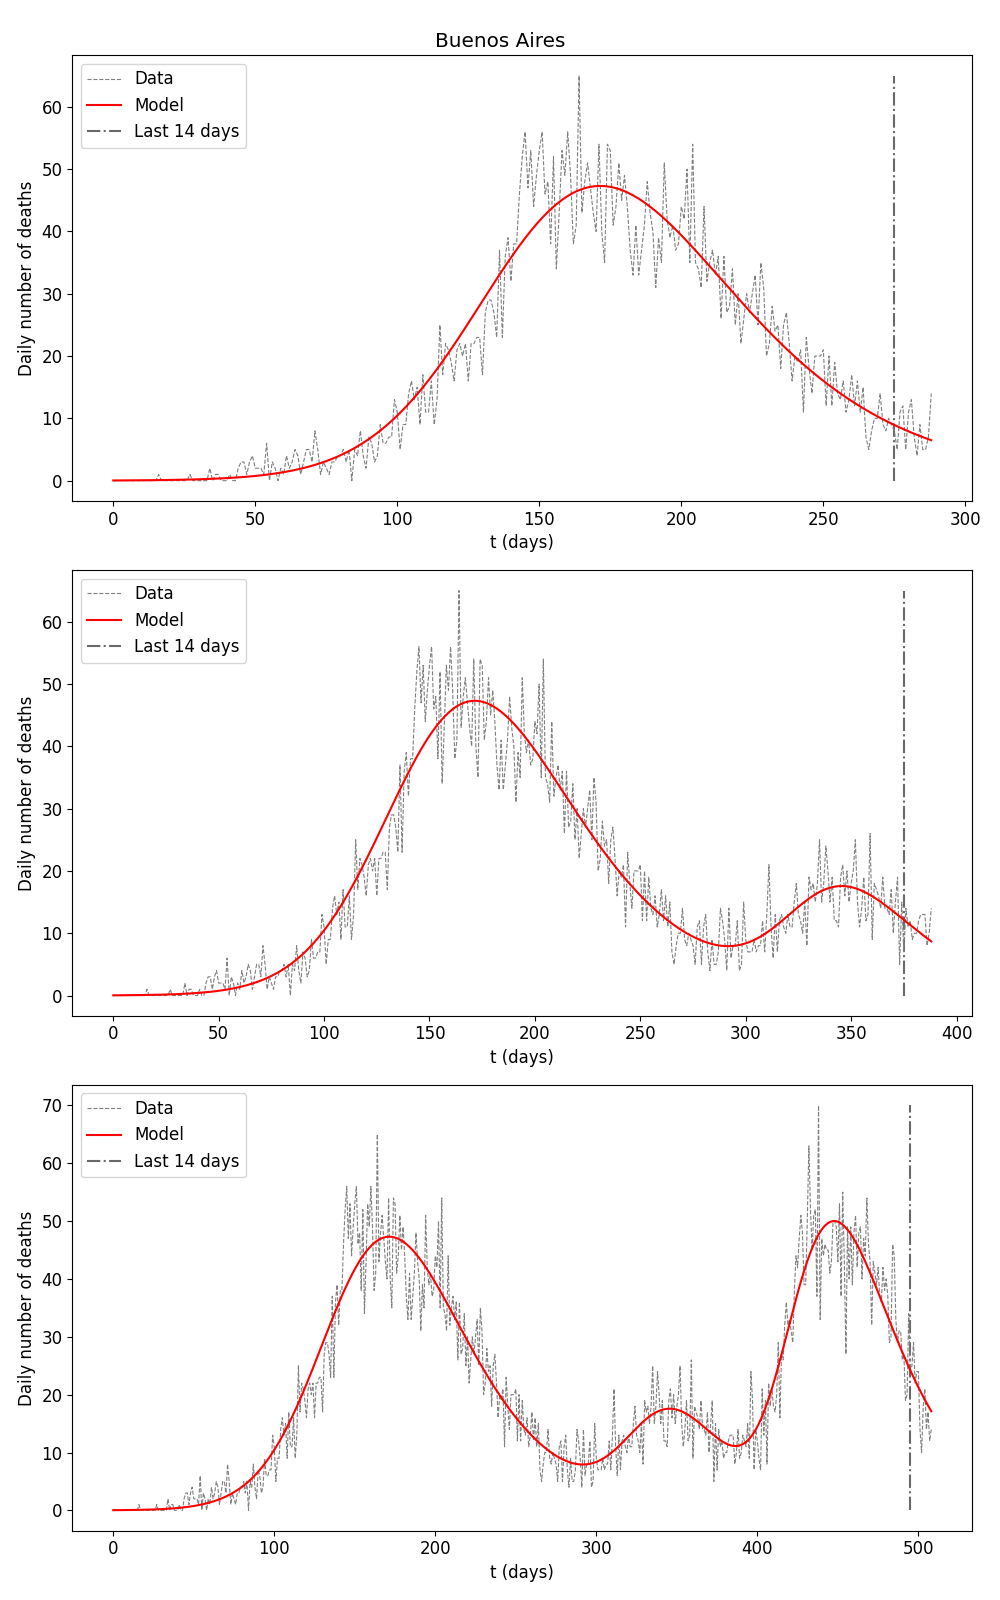 Buenos Aires
Data
Model
Last 14 days
Daily number of deaths
60
50
40
30
20
10
0
0 50 100 150 200 250 300
t (days)
Data
Model
Last 14 days
Daily number of deaths
60
50
40
30
20
10
0
0 50 100 150 200 250 300 350 400
t (days)
Data
Model
Last 14 days
Daily number of deaths
70
60
50
40
30
20
10
0
0 100 200 300 400 500
t (days)